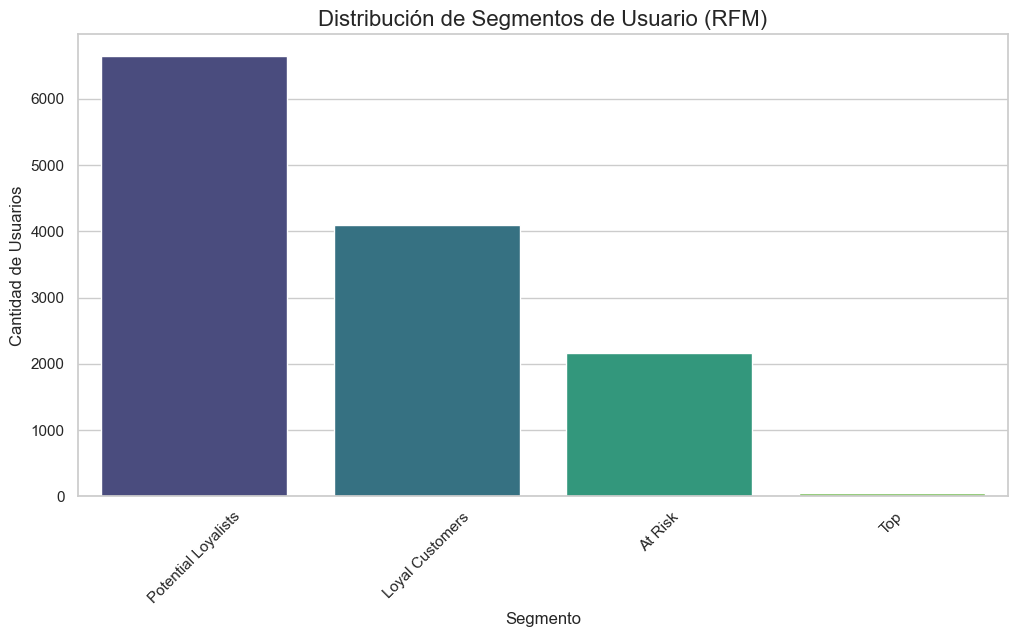 Distribución de Segmentos de Usuario (RFM)
Cantidad de Usuarios
6000
5000
4000
3000
2000
1000
0
Potential Loyalists
Loyal Customers
At Risk
Top
Segmento